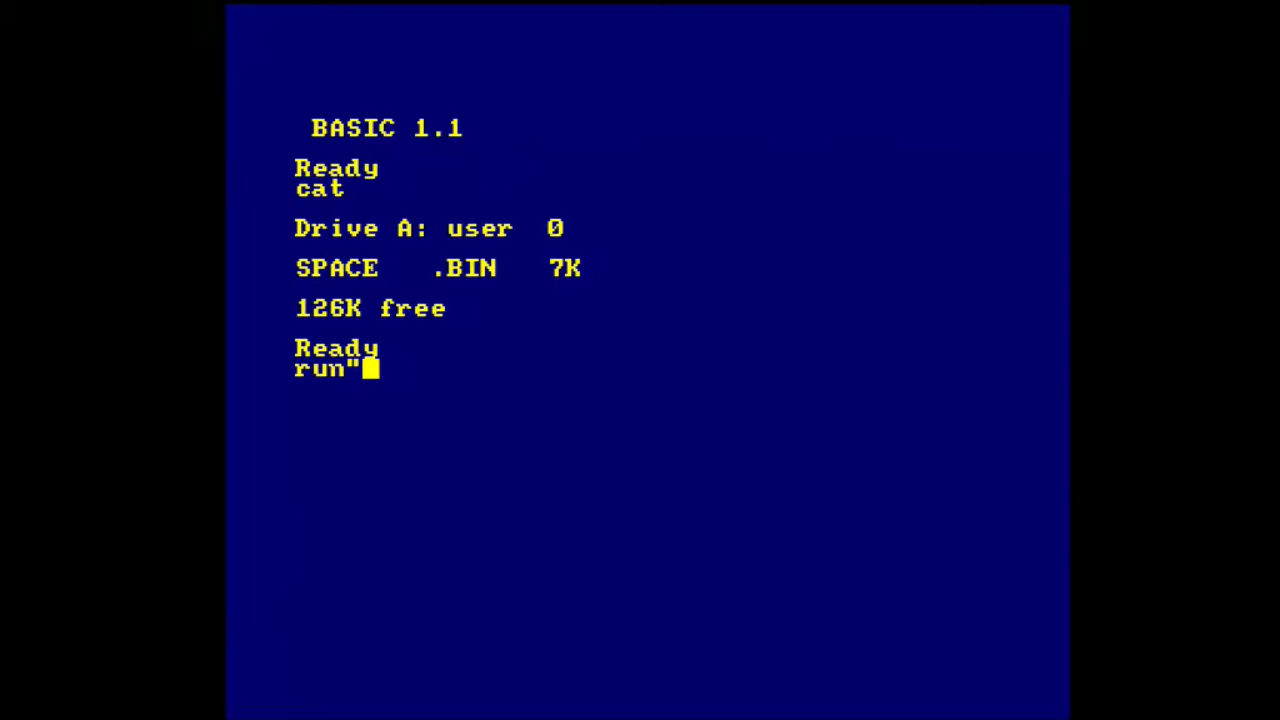 BASIC 1.1
Ready
cat
Drive A: user  0
SPACE   .BIN   7K
126K free
Ready
run"